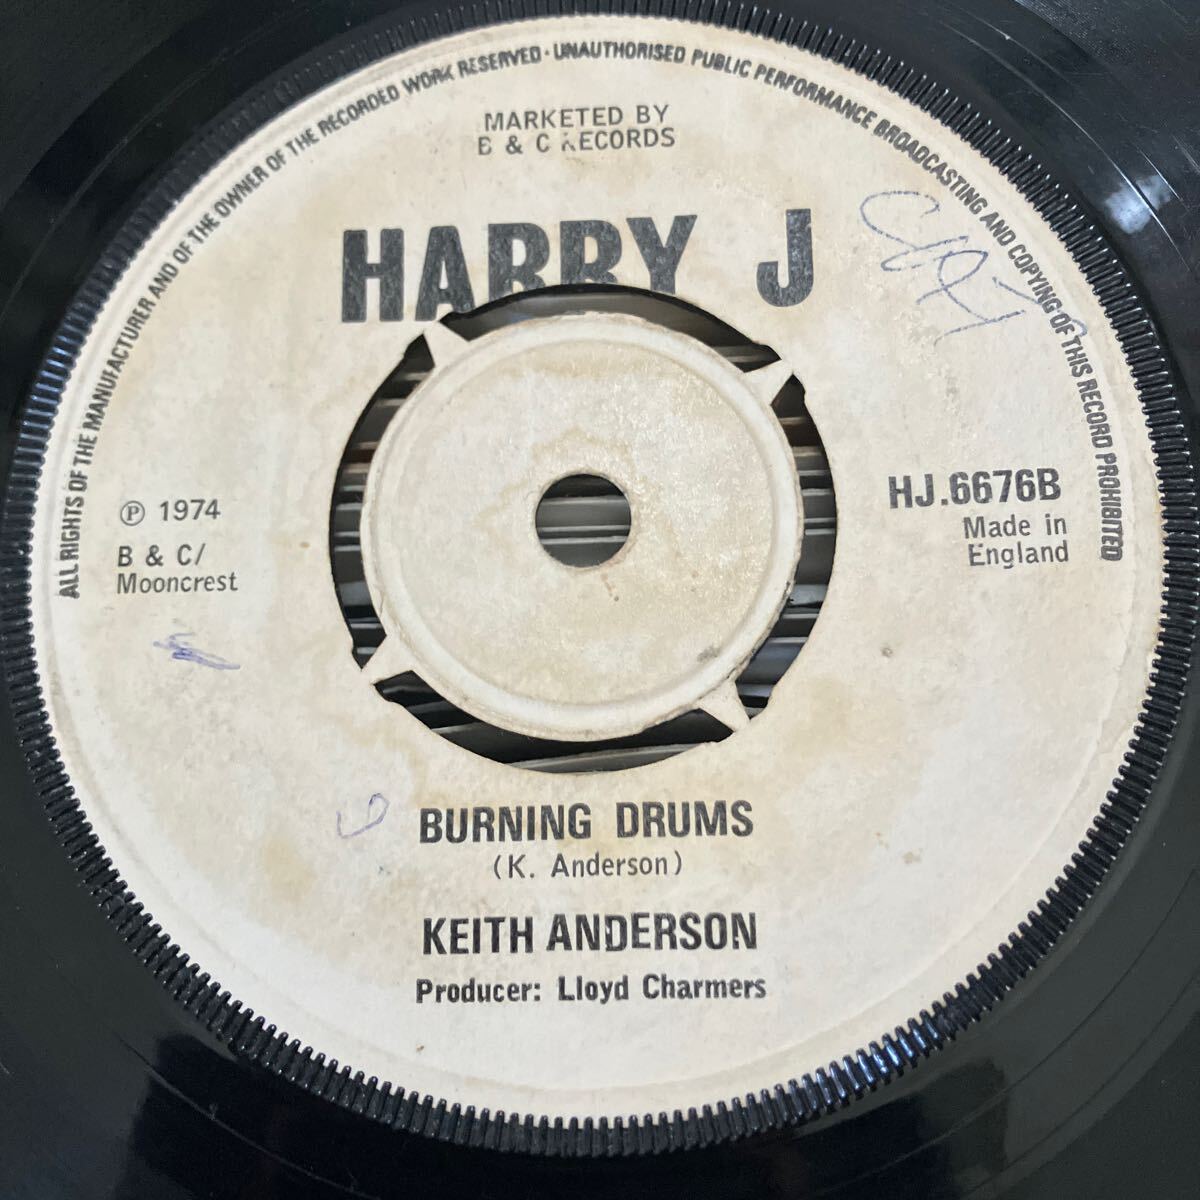 ALL RIGHTS OF THE MANUFACTURER AND OF THE OWNER OF THE RECORDED WORK RESERVED · UNAUTHORISED PUBLIC PERFORMANCE BROADCASTING AND COPYING OF THIS RECORD PROHIBITED
MARKETED BY
B & C RECORDS
HARRY J
℗ 1974
B & C/
Mooncrest
HJ.6676B
Made in
England
BURNING DRUMS
(K. Anderson)
KEITH ANDERSON
Producer: Lloyd Charmers